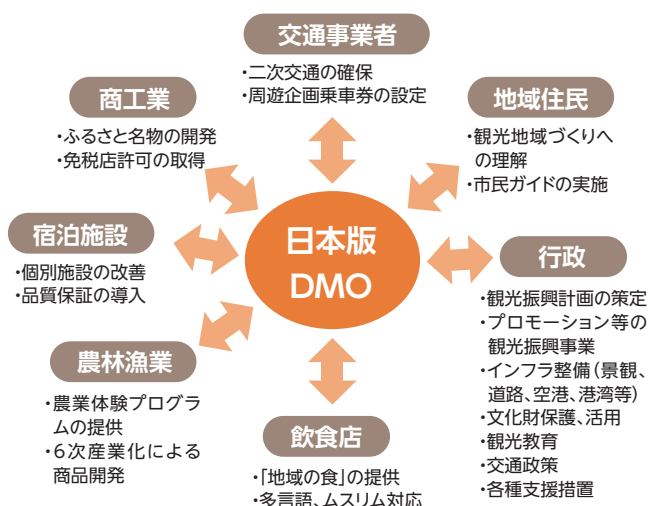 交通事業者
・二次交通の確保
・周遊企画乗車券の設定
商工業
・ふるさと名物の開発
・免税店許可の取得
地域住民
・観光地域づくりへ
の理解
・市民ガイドの実施
宿泊施設
・個別施設の改善
・品質保証の導入
日本版
DMO
行政
・観光振興計画の策定
・プロモーション等の
観光振興事業
・インフラ整備(景観、
道路、空港、港湾等)
・文化財保護、活用
・観光教育
・交通政策
・各種支援措置
農林漁業
・農業体験プログラ
ムの提供
・6次産業化による
商品開発
飲食店
・「地域の食」の提供
・多言語、ムスリム対応